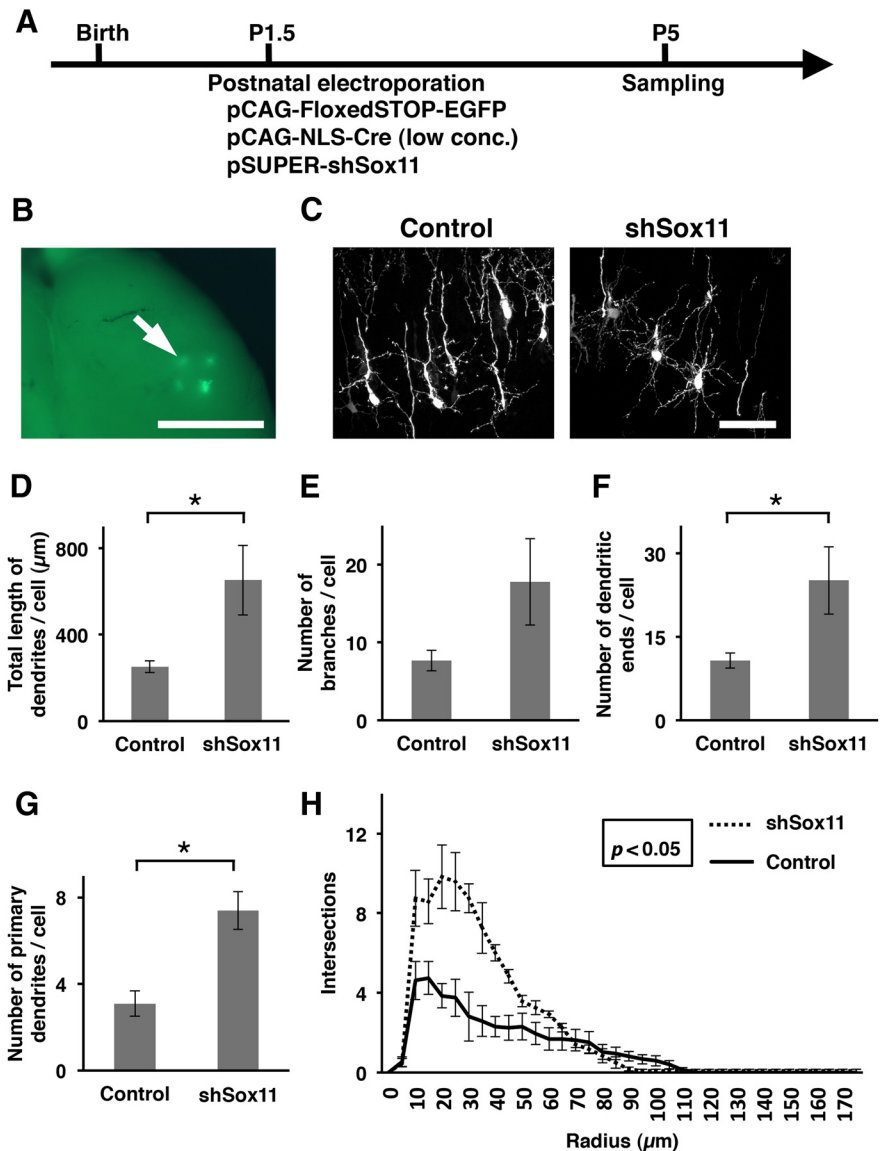 A
Birth
P1.5
P5
Postnatal electroporation
Sampling
pCAG-FloxedSTOP-EGFP
pCAG-NLS-Cre (low conc.)
pSUPER-shSox11
B
C
Control
shSox11
D
*
Total length of
dendrites / cell (µm)
800
400
0
Control
shSox11
E
Number of
branches / cell
20
10
0
Control
shSox11
F
*
Number of dendritic
ends / cell
30
15
0
Control
shSox11
G
*
Number of primary
dendrites / cell
8
4
0
Control
shSox11
H
Intersections
12
8
4
0
p < 0.05
shSox11
Control
0
10
20
30
40
50
60
70
80
90
100
110
120
130
140
150
160
170
Radius (µm)